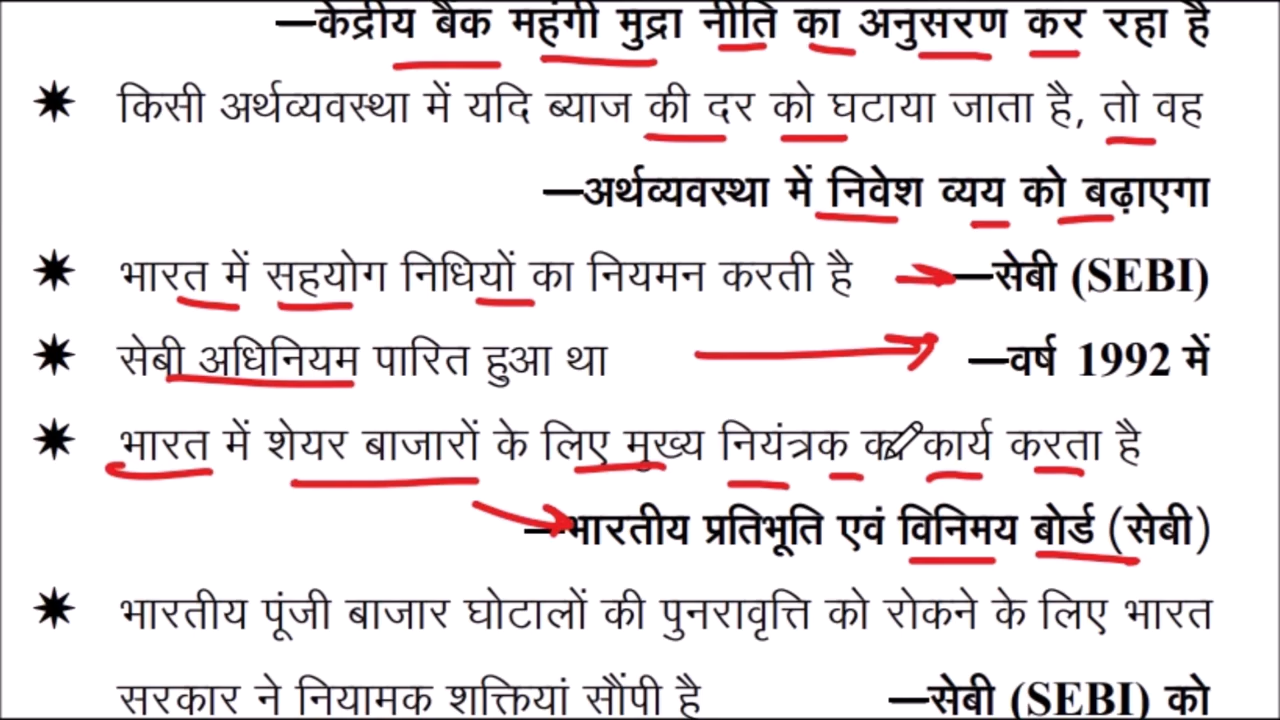 —केंद्रीय बैंक महंगी मुद्रा नीति का अनुसरण कर रहा है
✷ किसी अर्थव्यवस्था में यदि ब्याज की दर को घटाया जाता है, तो वह
—अर्थव्यवस्था में निवेश व्यय को बढ़ाएगा
✷ भारत में सहयोग निधियों का नियमन करती है —सेबी (SEBI)
✷ सेबी अधिनियम पारित हुआ था —वर्ष 1992 में
✷ भारत में शेयर बाजारों के लिए मुख्य नियंत्रक का कार्य करता है
—भारतीय प्रतिभूति एवं विनिमय बोर्ड (सेबी)
✷ भारतीय पूंजी बाजार घोटालों की पुनरावृत्ति को रोकने के लिए भारत
सरकार ने नियामक शक्तियां सौंपी है —सेबी (SEBI) को